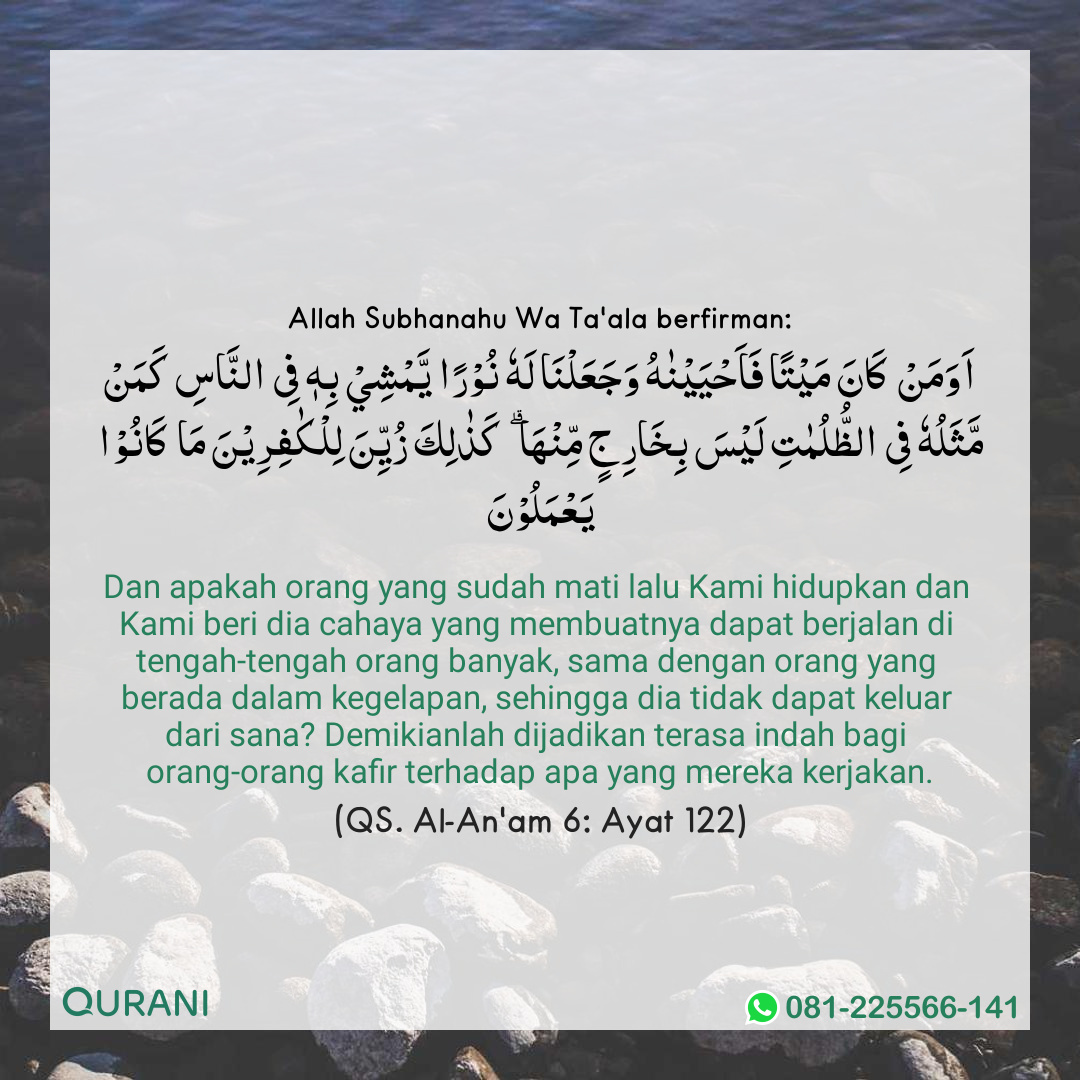 Allah Subhanahu Wa Ta'ala berfirman:
اَوَمَنْ كَانَ مَيْتًا فَاَحْيَيْنٰهُ وَجَعَلْنَا لَهٗ نُوْرًا يَّمْشِيْ بِهٖ فِى النَّاسِ كَمَنْ
مَّثَلُهٗ فِى الظُّلُمٰتِ لَيْسَ بِخَارِجٍ مِّنْهَا ۗ كَذٰلِكَ زُيِّنَ لِلْكٰفِرِيْنَ مَا كَانُوْا
يَعْمَلُوْنَ
Dan apakah orang yang sudah mati lalu Kami hidupkan dan
Kami beri dia cahaya yang membuatnya dapat berjalan di
tengah-tengah orang banyak, sama dengan orang yang
berada dalam kegelapan, sehingga dia tidak dapat keluar
dari sana? Demikianlah dijadikan terasa indah bagi
orang-orang kafir terhadap apa yang mereka kerjakan.
(QS. Al-An'am 6: Ayat 122)
QURANI
081-225566-141